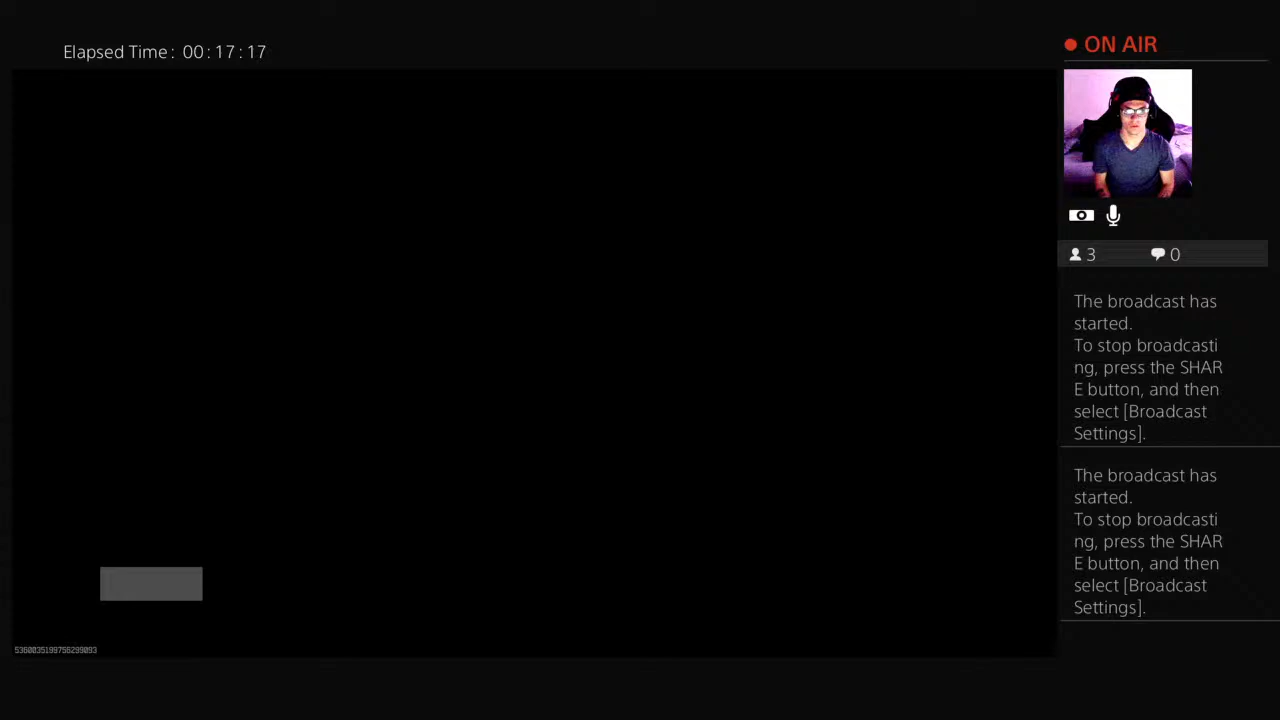 Elapsed Time: 00:17:17
ON AIR
3 0
The broadcast has
started.
To stop broadcasti
ng, press the SHAR
E button, and then
select [Broadcast
Settings].
The broadcast has
started.
To stop broadcasti
ng, press the SHAR
E button, and then
select [Broadcast
Settings].